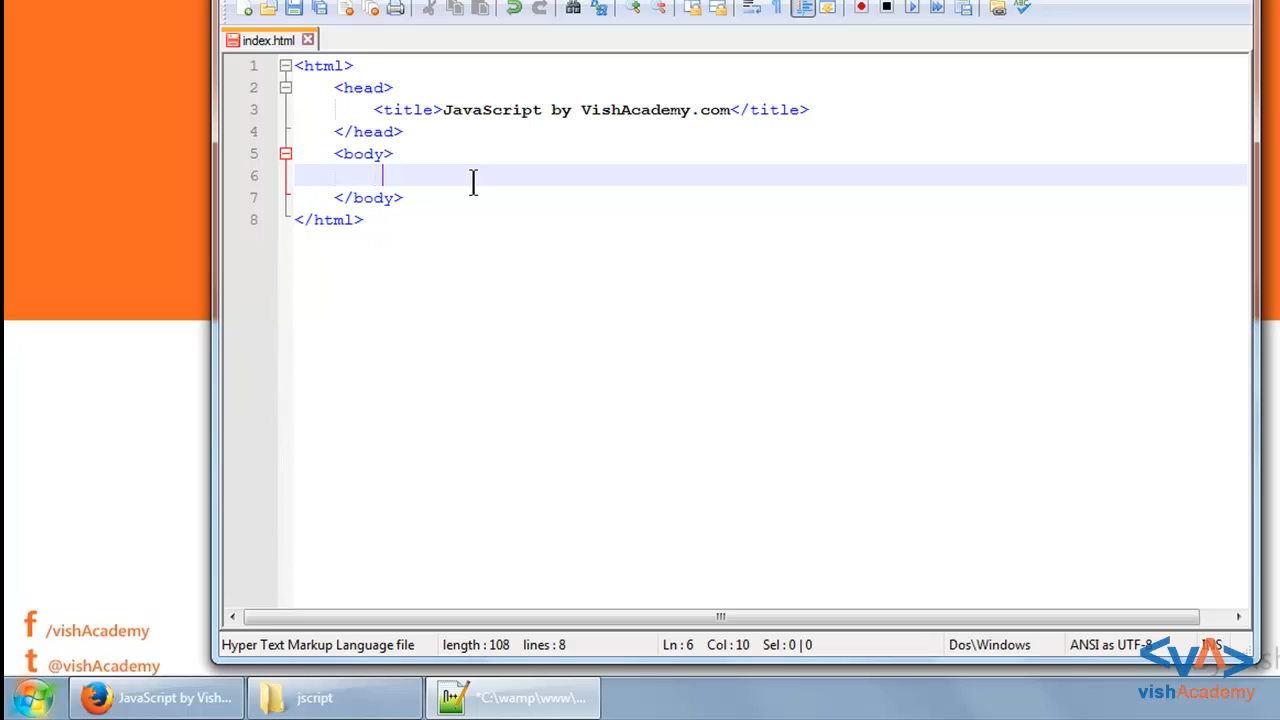 index.html
1 <html>
2 <head>
3 <title>JavaScript by VishAcademy.com</title>
4 </head>
5 <body>
6
7 </body>
8 </html>
Hyper Text Markup Language file length : 108 lines : 8 Ln : 6 Col : 10 Sel : 0 | 0 Dos\Windows ANSI as UTF-8 INS
f /vishAcademy
t @vishAcademy
<VA>
vishAcademy
JavaScript by Vish... jscript *C:\wamp\www\...